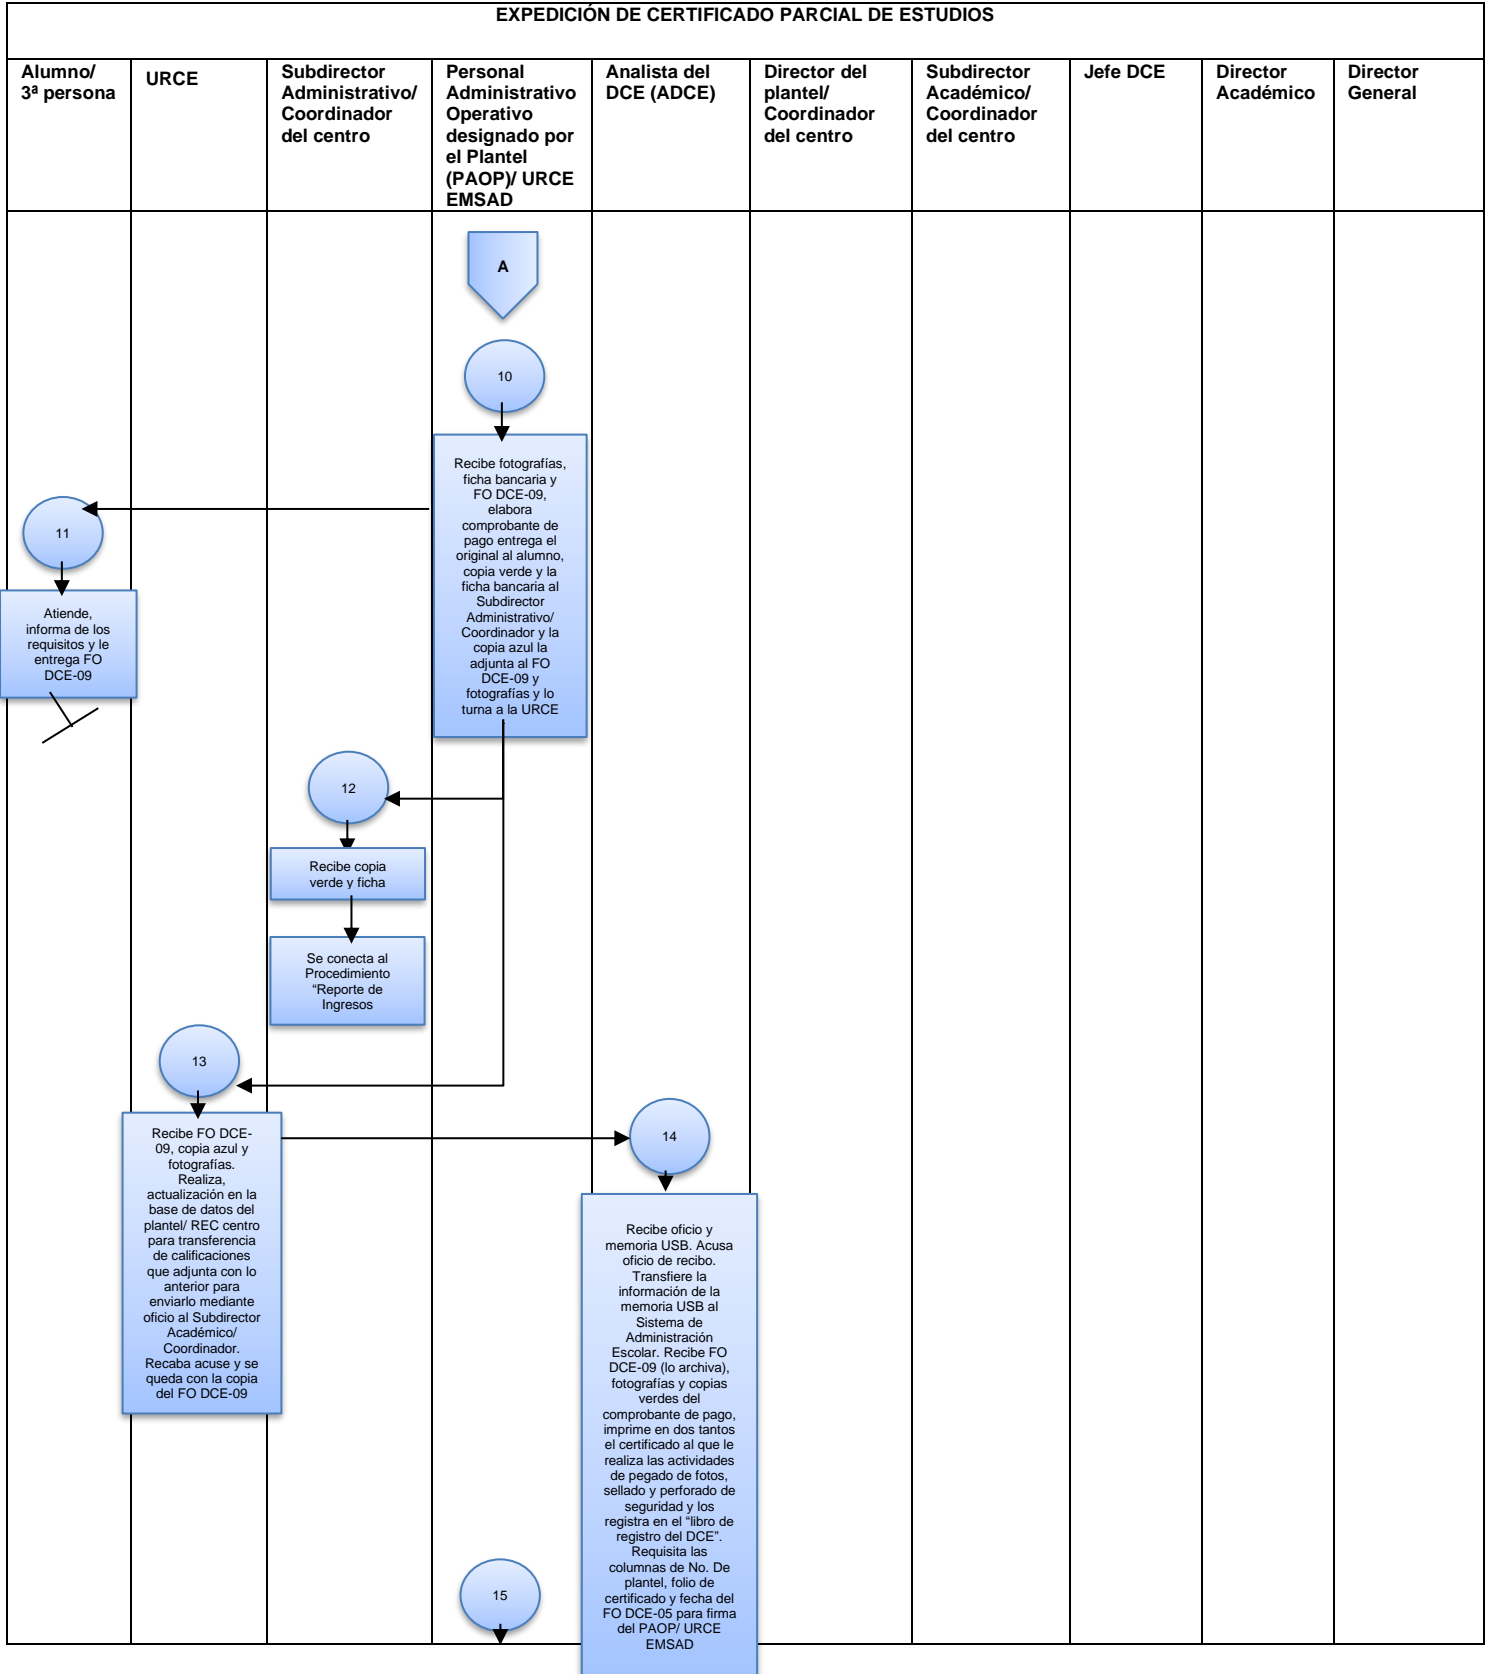 EXPEDICIÓN DE CERTIFICADO PARCIAL DE ESTUDIOS
Alumno/
3ª persona
URCE
Subdirector
Administrativo/
Coordinador
del centro
Personal
Administrativo
Operativo
designado por
el Plantel
(PAOP)/ URCE
EMSAD
Analista del
DCE (ADCE)
Director del
plantel/
Coordinador
del centro
Subdirector
Académico/
Coordinador
del centro
Jefe DCE
Director
Académico
Director
General
A
10
Recibe fotografías,
ficha bancaria y
FO DCE-09,
elabora
comprobante de
pago entrega el
original al alumno,
copia verde y la
ficha bancaria al
Subdirector
Administrativo/
Coordinador y la
copia azul la
adjunta al FO
DCE-09 y
fotografías y lo
turna a la URCE
11
Atiende,
informa de los
requisitos y le
entrega FO
DCE-09
12
Recibe copia
verde y ficha
Se conecta al
Procedimiento
“Reporte de
Ingresos
13
Recibe FO DCE-
09, copia azul y
fotografías.
Realiza,
actualización en la
base de datos del
plantel/ REC centro
para transferencia
de calificaciones
que adjunta con lo
anterior para
enviarlo mediante
oficio al Subdirector
Académico/
Coordinador.
Recaba acuse y se
queda con la copia
del FO DCE-09
14
Recibe oficio y
memoria USB. Acusa
oficio de recibo.
Transfiere la
información de la
memoria USB al
Sistema de
Administración
Escolar. Recibe FO
DCE-09 (lo archiva),
fotografías y copias
verdes del
comprobante de pago,
imprime en dos tantos
el certificado al que le
realiza las actividades
de pegado de fotos,
sellado y perforado de
seguridad y los
registra en el “libro de
registro del DCE”.
Requisita las
columnas de No. De
plantel, folio de
certificado y fecha del
FO DCE-05 para firma
del PAOP/ URCE
EMSAD
15